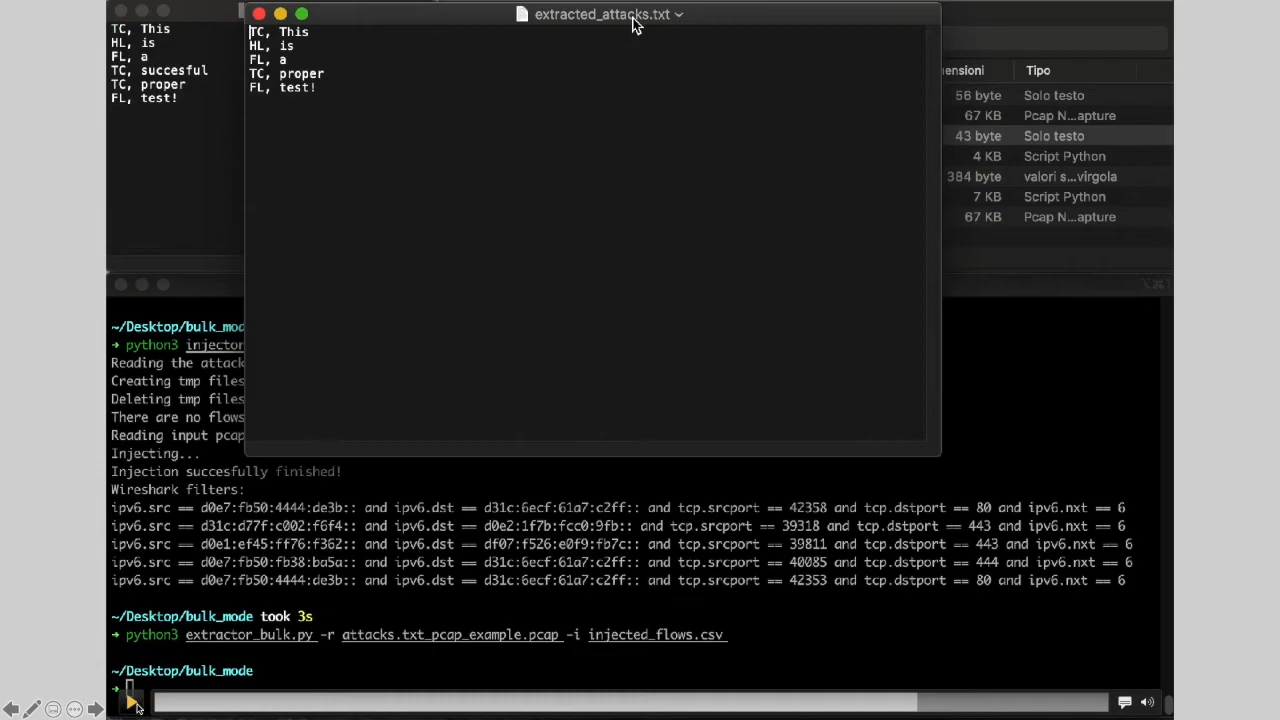 TC, This
HL, is
FL, a
TC, succesful
TC, proper
FL, test!
extracted_attacks.txt
TC, This
HL, is
FL, a
TC, proper
FL, test!
ensioni Tipo
56 byte Solo testo
67 KB Pcap N...apture
43 byte Solo testo
4 KB Script Python
384 byte valori s...virgola
7 KB Script Python
67 KB Pcap N...apture
~/Desktop/bulk_mod
→ python3 injector
Reading the attack
Creating tmp files
Deleting tmp files
There are no flows
Reading input pcap
Injecting...
Injection succesfully finished!
Wireshark filters:
ipv6.src == d0e7:fb50:4444:de3b:: and ipv6.dst == d31c:6ecf:61a7:c2ff:: and tcp.srcport == 42358 and tcp.dstport == 80 and ipv6.nxt == 6
ipv6.src == d31c:d77f:c002:f6f4:: and ipv6.dst == d0e2:1f7b:fcc0:9fb:: and tcp.srcport == 39318 and tcp.dstport == 443 and ipv6.nxt == 6
ipv6.src == d0e1:ef45:ff76:f362:: and ipv6.dst == df07:f526:e0f9:fb7c:: and tcp.srcport == 39811 and tcp.dstport == 443 and ipv6.nxt == 6
ipv6.src == d0e7:fb50:fb38:ba5a:: and ipv6.dst == d31c:6ecf:61a7:c2ff:: and tcp.srcport == 40085 and tcp.dstport == 444 and ipv6.nxt == 6
ipv6.src == d0e7:fb50:4444:de3b:: and ipv6.dst == d31c:6ecf:61a7:c2ff:: and tcp.srcport == 42353 and tcp.dstport == 80 and ipv6.nxt == 6
~/Desktop/bulk_mode took 3s
→ python3 extractor_bulk.py -r attacks.txt_pcap_example.pcap -i injected_flows.csv
~/Desktop/bulk_mode
→